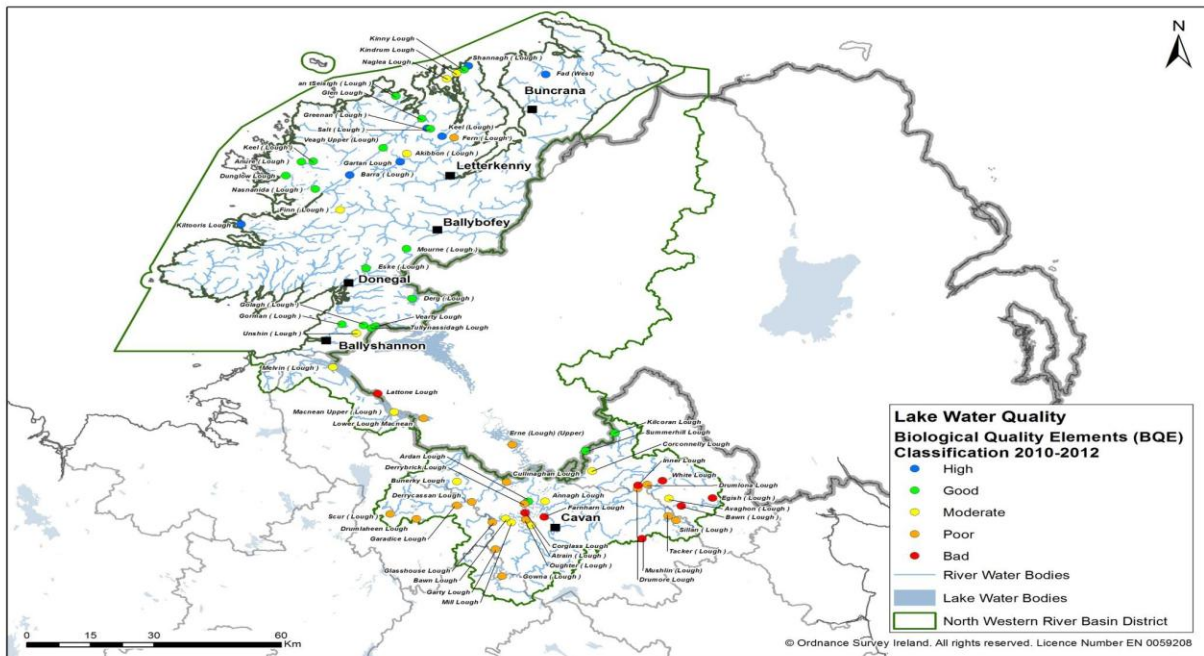 N
Kinny Lough
Kindrum Lough
Naglea Lough
Shannagh (Lough)
Fad (West)
an tSeisigh (Lough)
Glen Lough
Buncrana
Greenan (Lough)
Salt (Lough)
Keel (Lough)
Fern (Lough)
Veagh Upper (Lough)
Keel (Lough)
Akibbon (Lough)
Anure (Lough)
Gartan Lough
Letterkenny
Dunglow Lough
Barra (Lough)
Nasnanida (Lough)
Finn (Lough)
Kiltooris Lough
Ballybofey
Mourne (Lough)
Eske (Lough)
Donegal
Golagh (Lough)
Derg (Lough)
Gorman (Lough)
Vearty Lough
Unshin (Lough)
Tullynassidagh Lough
Ballyshannon
Melvin (Lough)
Lattone Lough
Macnean Upper (Lough)
Lower Lough Macnean
Kilcoran Lough
Erne (Lough) (Upper)
Summerhill Lough
Corconnelly Lough
Ardan Lough
Inner Lough
Derrybrick Lough
Cullinaghan Lough
White Lough
Bunerky Lough
Drumlona Lough
Derrycassan Lough
Annagh Lough
Egish (Lough)
Farnham Lough
Avaghon (Lough)
Scur (Lough)
Cavan
Bawn (Lough)
Drumlaheen Lough
Sillan (Lough)
Garadice Lough
Corglass Lough
Tacker (Lough)
Atrain (Lough)
Glasshouse Lough
Oughter (Lough)
Mushlin (Lough)
Bawn Lough
Gowna (Lough)
Drumore Lough
Garty Lough
Mill Lough
Lake Water Quality
Biological Quality Elements (BQE)
Classification 2010-2012
High
Good
Moderate
Poor
Bad
River Water Bodies
Lake Water Bodies
North Western River Basin District
0 15 30 60
Km
© Ordnance Survey Ireland. All rights reserved. Licence Number EN 0059208